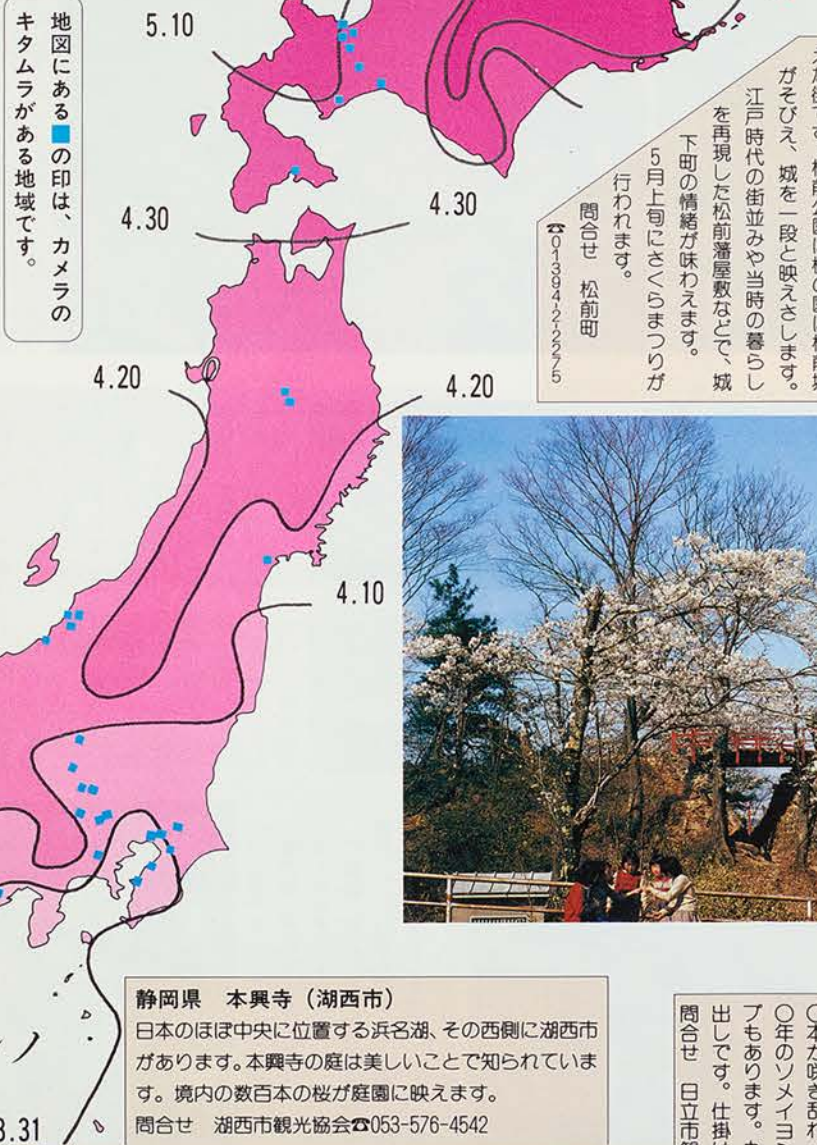 地図にある■の印は、カメラの
キタムラがある地域です。
5.10
がそびえ、城を一段と映えさします。
江戸時代の街並みや当時の暮らし
を再現した松前藩屋敷などで、城
下町の情緒が味わえます。
5月上旬にさくらまつりが
行われます。
問合せ 松前町
☎01394-2-2275
4.30
4.30
4.20
4.20
4.10
静岡県 本興寺(湖西市)
日本のほぼ中央に位置する浜名湖、その西側に湖西市
があります。本興寺の庭は美しいことで知られていま
す。境内の数百本の桜が庭園に映えます。
問合せ 湖西市観光協会☎053-576-4542
〇本が咲き乱れ
〇年のソメイヨシ
プもあります。
出しです。仕掛け
問合せ 日立市観
3.31